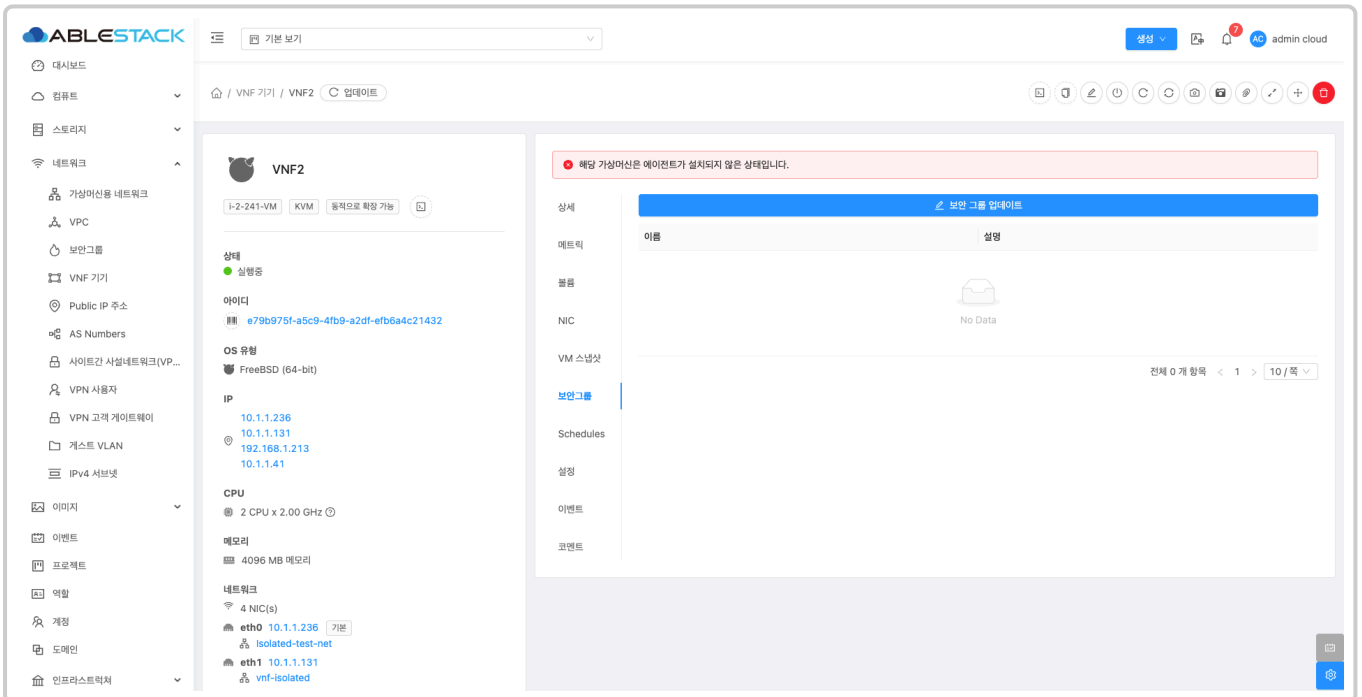 ABLESTACK
기본 보기
생성
7
AC
admin cloud
대시보드
컴퓨트
스토리지
네트워크
가상머신용 네트워크
VPC
보안그룹
VNF 기기
Public IP 주소
AS Numbers
사이트간 사설네트워크(VP...
VPN 사용자
VPN 고객 게이트웨이
게스트 VLAN
IPv4 서브넷
이미지
이벤트
프로젝트
역할
계정
도메인
인프라스트럭쳐
/ VNF 기기 / VNF2 업데이트
VNF2
i-2-241-VM KVM 동적으로 확장 가능
상태
실행중
아이디
e79b975f-a5c9-4fb9-a2df-efb6a4c21432
OS 유형
FreeBSD (64-bit)
IP
10.1.1.236
10.1.1.131
192.168.1.213
10.1.1.41
CPU
2 CPU x 2.00 GHz
메모리
4096 MB 메모리
네트워크
4 NIC(s)
eth0 10.1.1.236 기본
Isolated-test-net
eth1 10.1.1.131
vnf-isolated
해당 가상머신은 에이전트가 설치되지 않은 상태입니다.
상세
메트릭
볼륨
NIC
VM 스냅샷
보안그룹
Schedules
설정
이벤트
코멘트
보안 그룹 업데이트
이름 설명
No Data
전체 0 개 항목 < 1 > 10 / 쪽